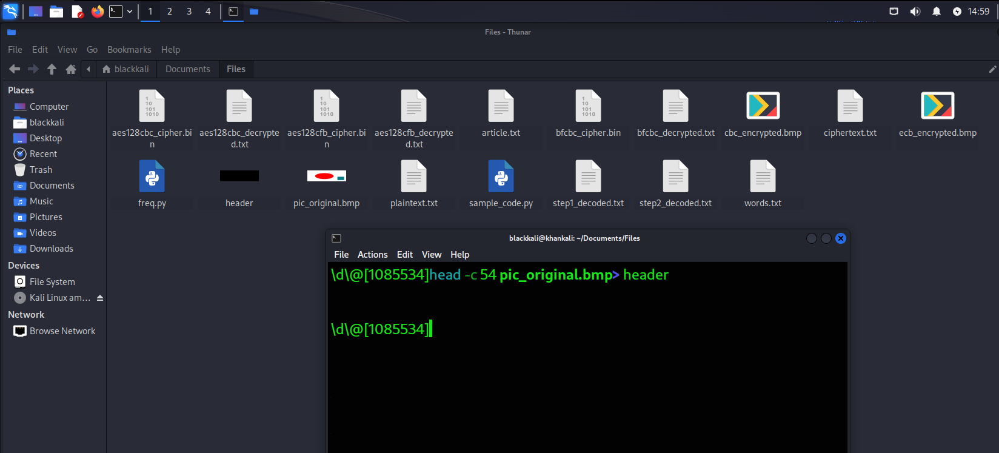 1 2 3 4 14:59
Files - Thunar
File Edit View Go Bookmarks Help
blackkali Documents Files
Places
Computer
blackkali
Desktop
Recent
Trash
Documents
Music
Pictures
Videos
Downloads
Devices
File System
Kali Linux am...
Network
Browse Network
1
10
101
1010
aes128cbc_cipher.bi
n
aes128cbc_decrypte
d.txt
1
10
101
1010
aes128cfb_cipher.bi
n
aes128cfb_decrypte
d.txt
article.txt
1
10
101
1010
bfcbc_cipher.bin
bfcbc_decrypted.txt
cbc_encrypted.bmp
ciphertext.txt
ecb_encrypted.bmp
freq.py
header
pic_original.bmp
plaintext.txt
sample_code.py
step1_decoded.txt
step2_decoded.txt
words.txt
blackkali@khankali: ~/Documents/Files
File Actions Edit View Help
\d\@[1085534]head -c 54 pic_original.bmp> header
\d\@[1085534]